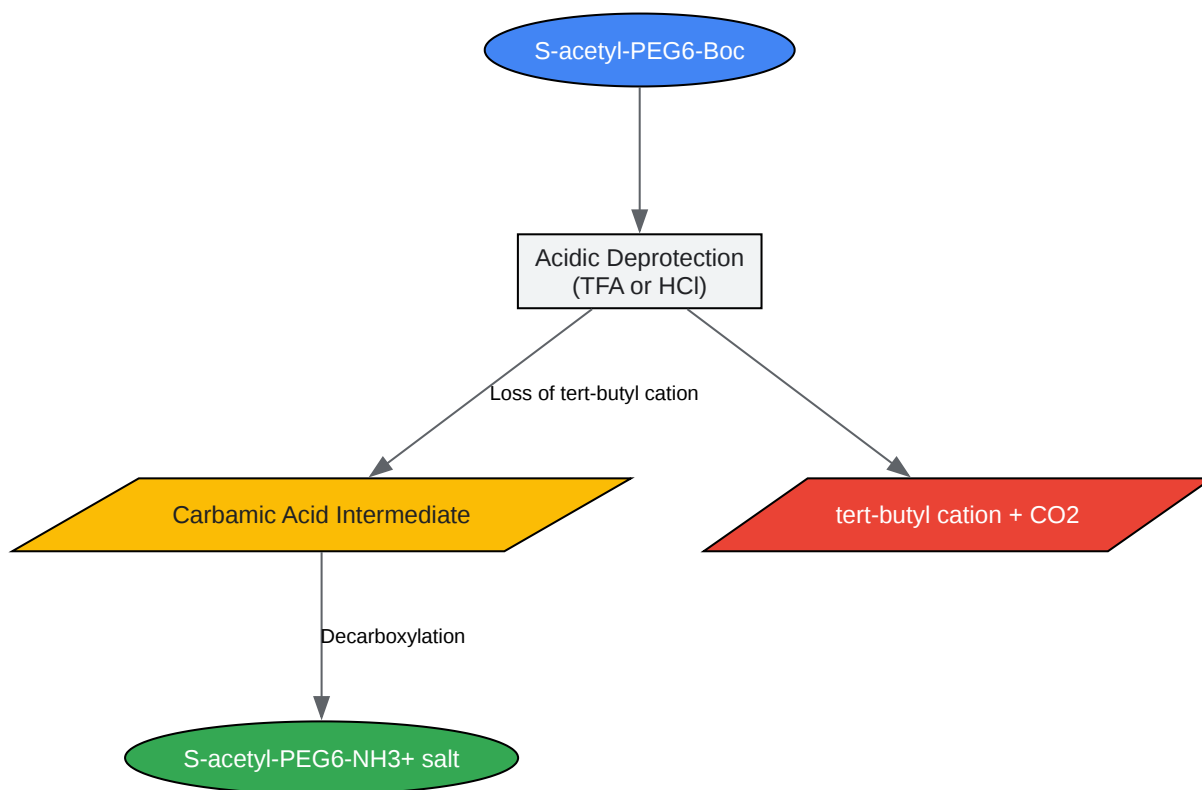 S-acetyl-PEG6-Boc
Acidic Deprotection
(TFA or HCl)
Loss of tert-butyl cation
Carbamic Acid Intermediate
tert-butyl cation + CO2
Decarboxylation
S-acetyl-PEG6-NH3+ salt